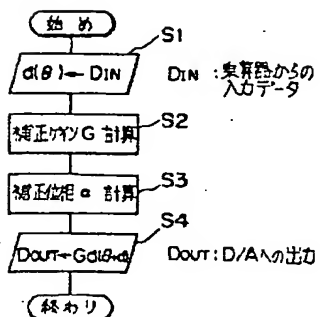 始め
S1
d(θ)←DIN
DIN : 乗算器からの
入力データ
S2
補正ゲインG 計算
S3
補正位相 α 計算
S4
DOUT←Gd(θ+α)
DOUT : D/Aへの出力
終わり